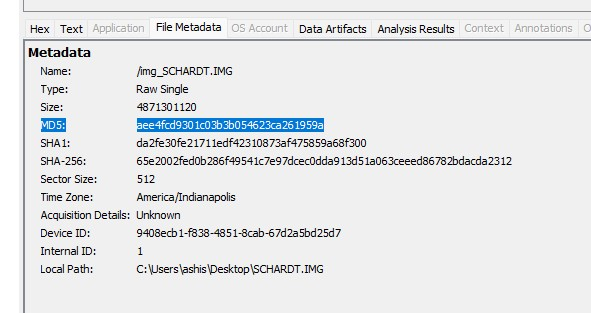 Hex Text Application File Metadata OS Account Data Artifacts Analysis Results Context Annotations
Metadata
Name: /img_SCHARDT.IMG
Type: Raw Single
Size: 4871301120
MD5: aee4fcd9301c03b3b054623ca261959a
SHA1: da2fe30fe21711edf42310873af475859a68f300
SHA-256: 65e2002fed0b286f49541c7e97dcec0dda913d51a063ceeed86782bdacda2312
Sector Size: 512
Time Zone: America/Indianapolis
Acquisition Details: Unknown
Device ID: 9408ecb1-f838-4851-8cab-67d2a5bd25d7
Internal ID: 1
Local Path: C:\Users\ashis\Desktop\SCHARDT.IMG